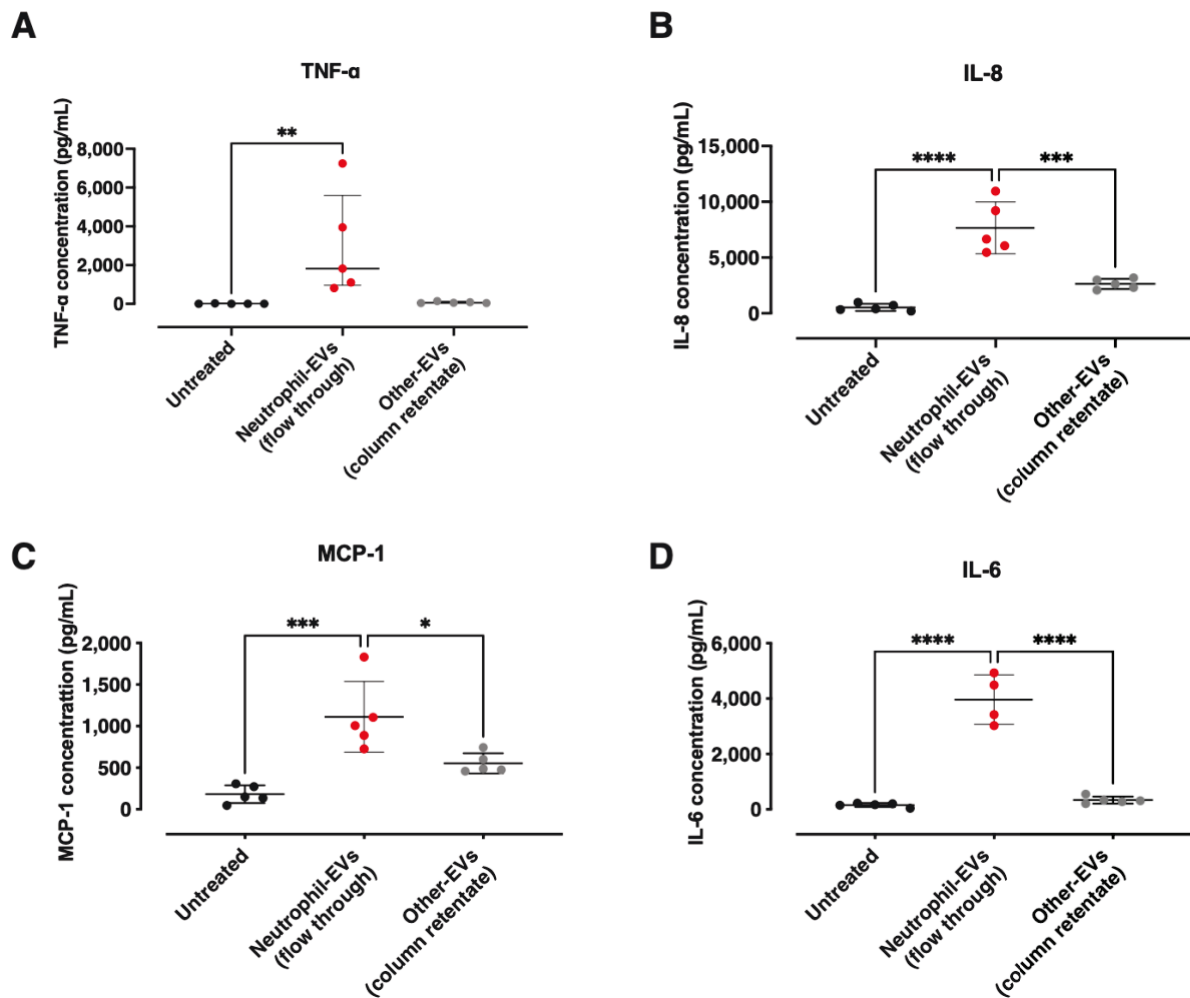 A
TNF-α
TNF-α concentration (pg/mL)
8,000
6,000
4,000
2,000
0
**
Untreated
Neutrophil-EVs
(flow through)
Other-EVs
(column retentate)
B
IL-8
IL-8 concentration (pg/mL)
15,000
10,000
5,000
0
****
***
Untreated
Neutrophil-EVs
(flow through)
Other-EVs
(column retentate)
C
MCP-1
MCP-1 concentrattion (pg/mL)
2,000
1,500
1,000
500
0
***
*
Untreated
Neutrophil-EVs
(flow through)
Other-EVs
(column retentate)
D
IL-6
IL-6 concentration (pg/mL)
6,000
4,000
2,000
0
****
****
Untreated
Neutrophil-EVs
(flow through)
Other-EVs
(column retentate)